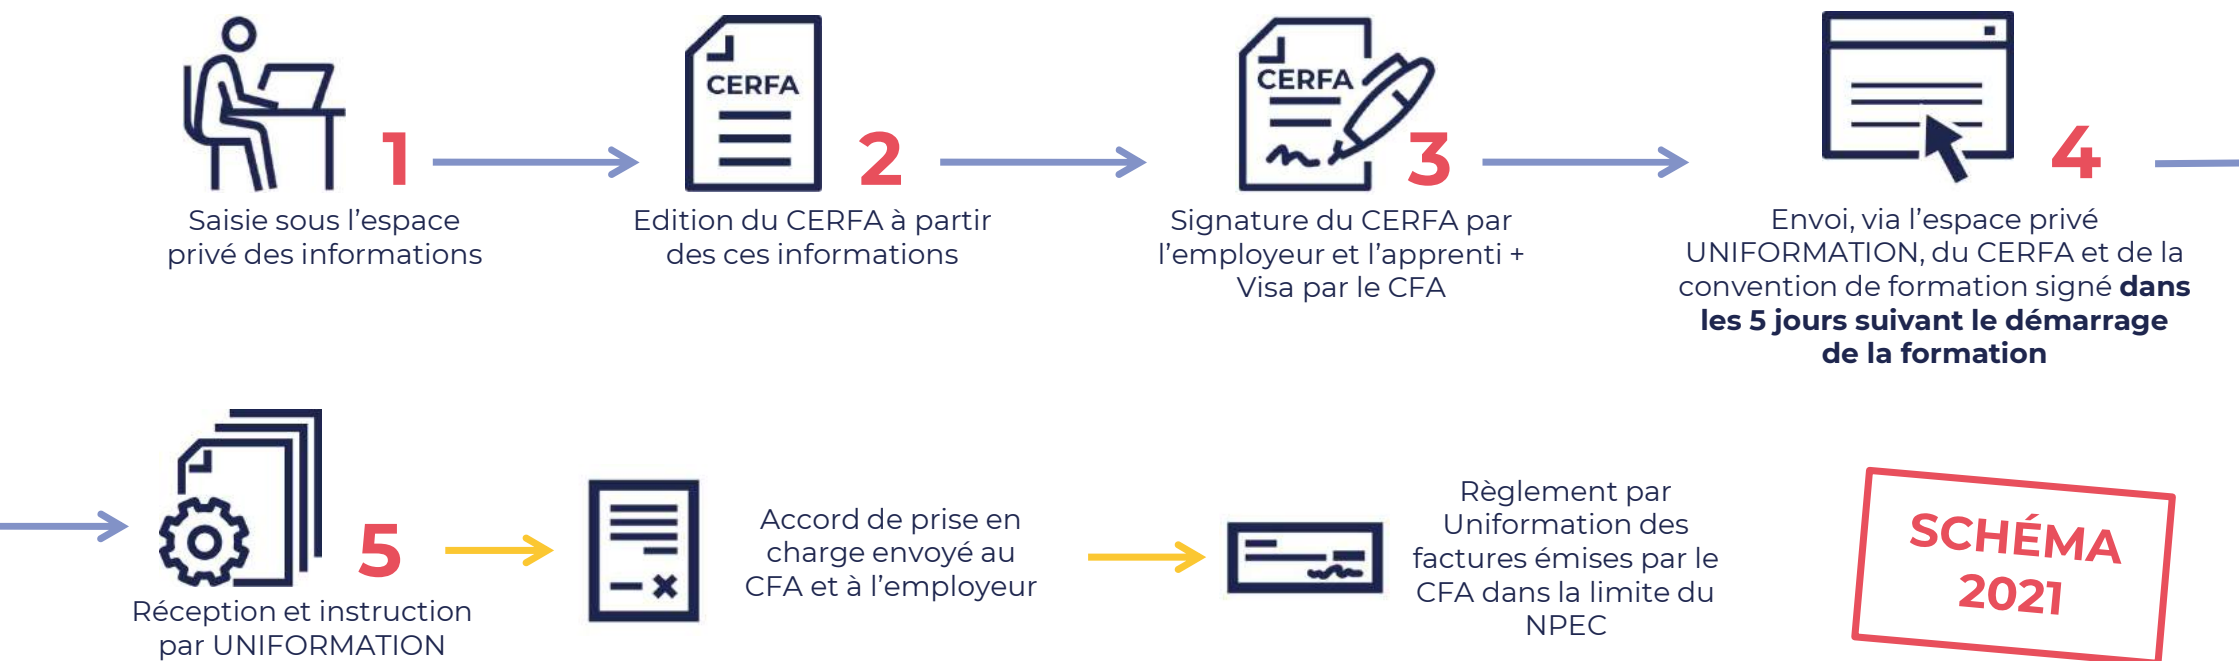 1
Saisie sous l'espace
privé des informations
CERFA
2
Edition du CERFA à partir
des ces informations
CERFA
3
Signature du CERFA par
l'employeur et l'apprenti +
Visa par le CFA
4
Envoi, via l'espace privé
UNIFORMATION, du CERFA et de la
convention de formation signé dans
les 5 jours suivant le démarrage
de la formation
5
Réception et instruction
par UNIFORMATION
Accord de prise en
charge envoyé au
CFA et à l'employeur
Règlement par
Uniformation des
factures émises par le
CFA dans la limite du
NPEC
SCHÉMA
2021